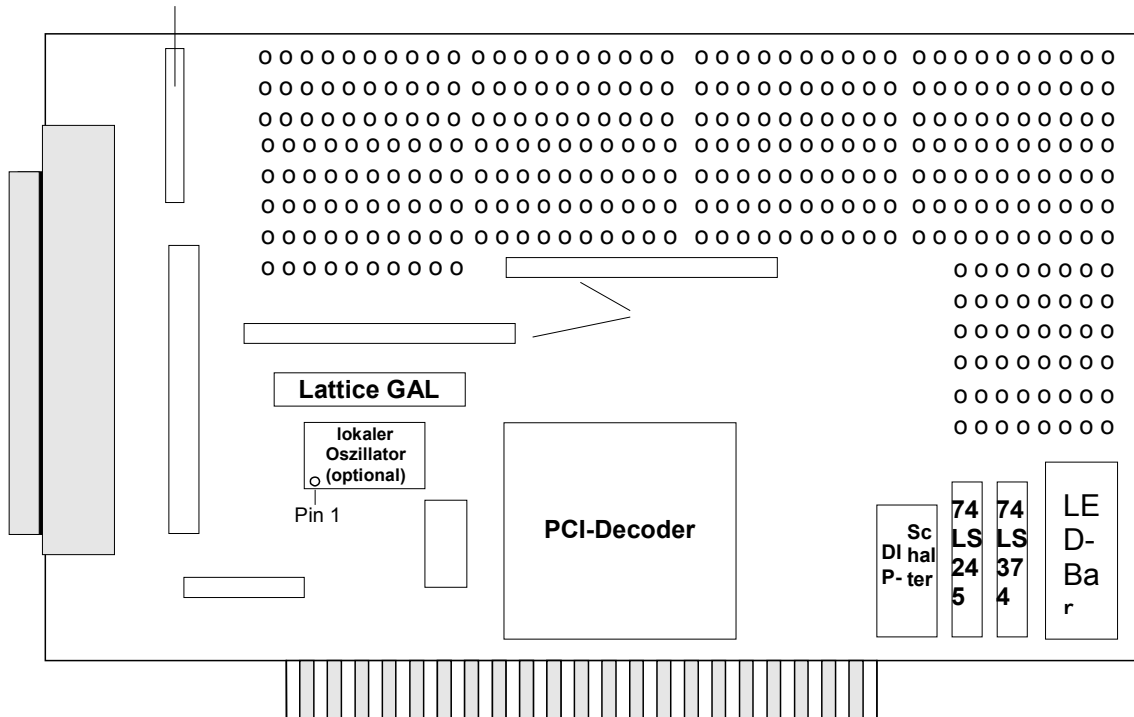 Lattice GAL
lokaler
Oszillator
(optional)
Pin 1
PCI-Decoder
DI
P-
Sc
hal
ter
74
LS
24
5
74
LS
37
4
LE
D-
Ba
r